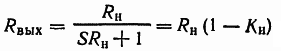 Rвых = Rн / (SRн + 1) = Rн (1 − Kн)